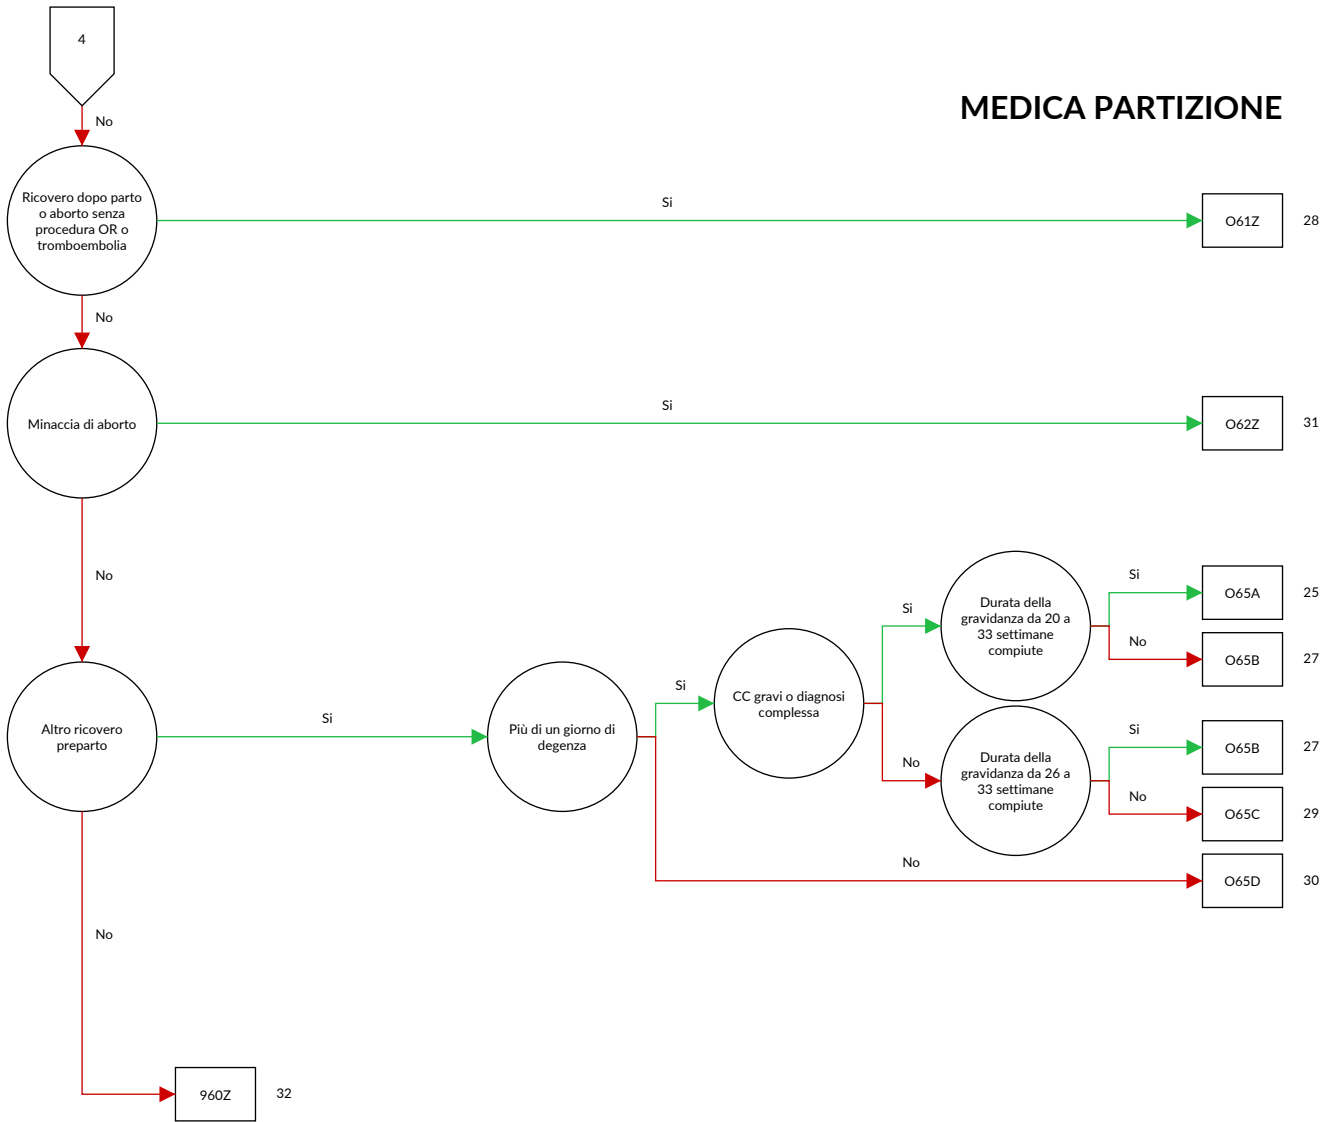 4
MEDICA PARTIZIONE
No
Ricovero dopo parto
o aborto senza
procedura OR o
tromboembolia
Si
O61Z
28
No
Minaccia di aborto
Si
O62Z
31
No
Altro ricovero
preparto
Si
Più di un giorno di
degenza
Si
CC gravi o diagnosi
complessa
Si
Durata della
gravidanza da 20 a
33 settimane
compiute
Si
O65A
25
No
O65B
27
No
Durata della
gravidanza da 26 a
33 settimane
compiute
Si
O65B
27
No
O65C
29
No
O65D
30
No
960Z
32